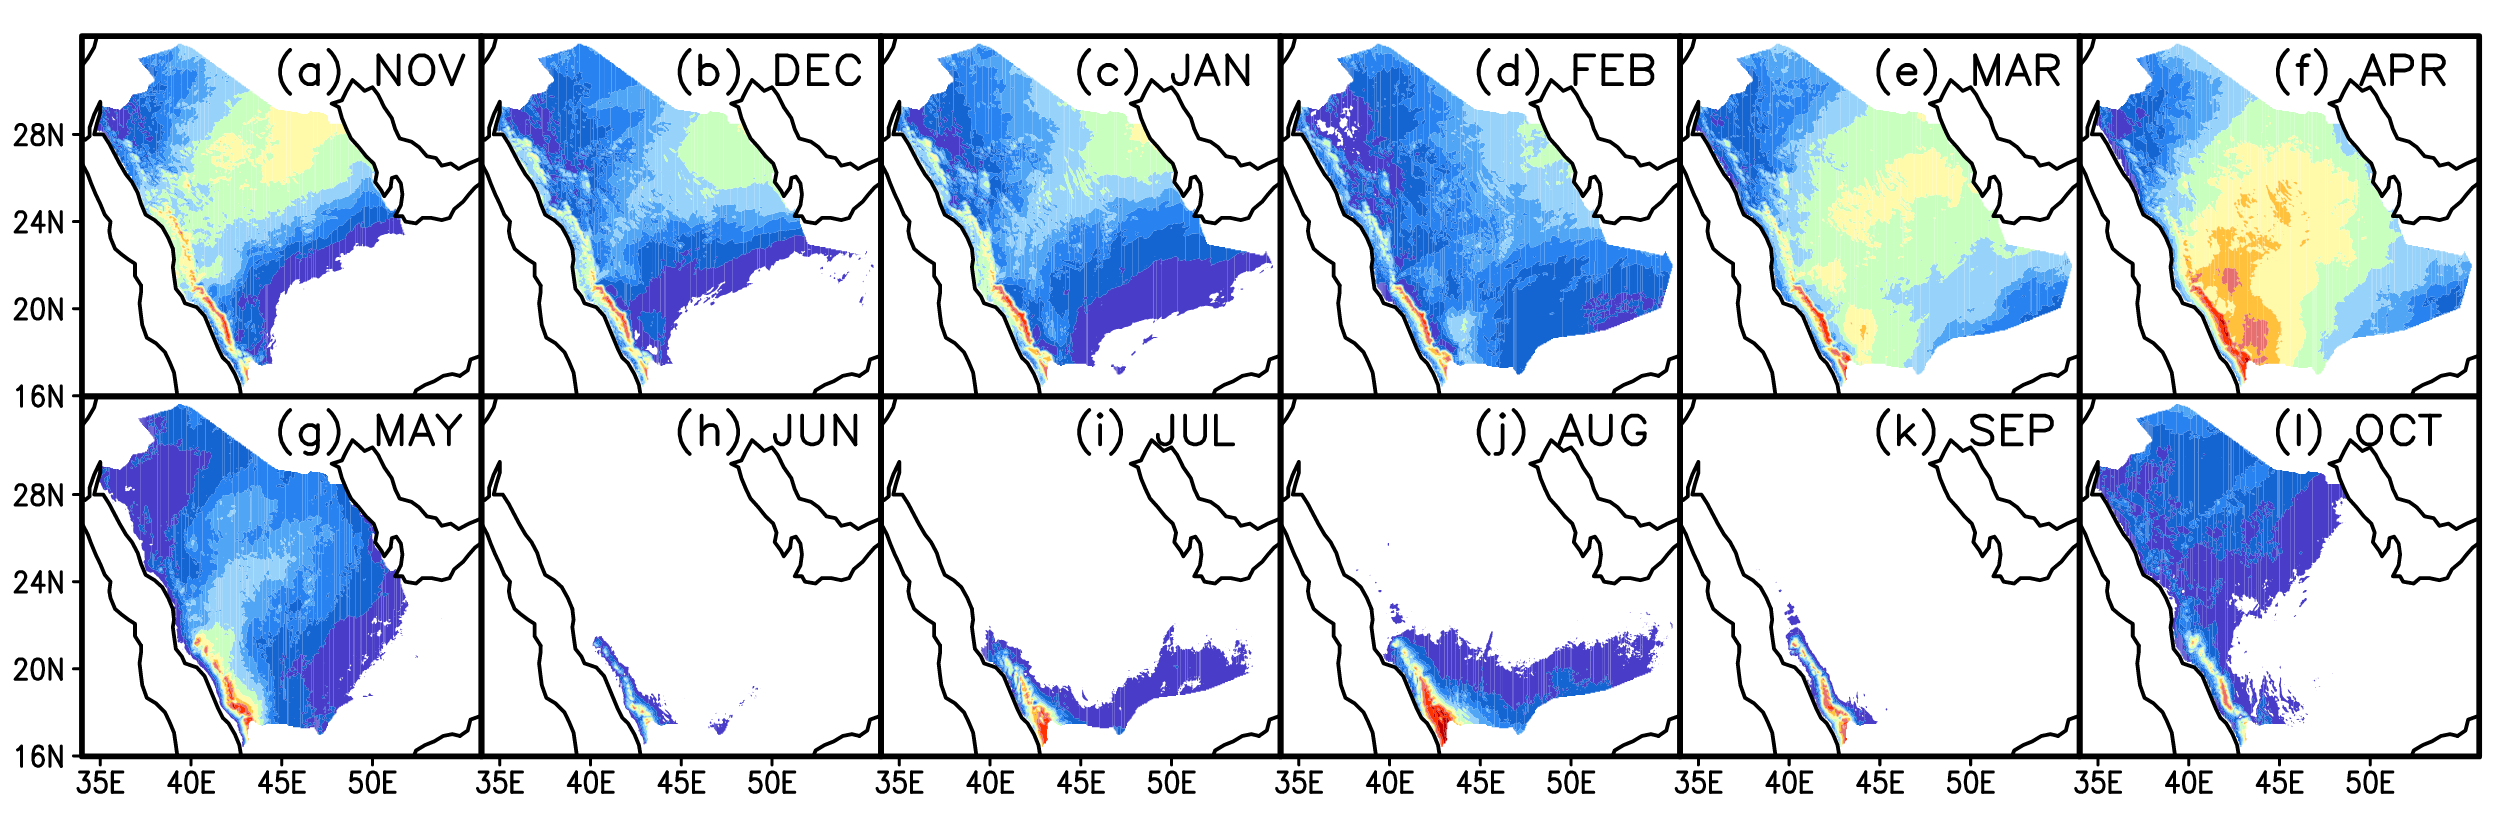 (a) NOV (b) DEC (c) JAN (d) FEB (e) MAR (f) APR
28N
24N
20N
16N
(g) MAY (h) JUN (i) JUL (j) AUG (k) SEP (l) OCT
28N
24N
20N
16N
35E 40E 45E 50E 35E 40E 45E 50E 35E 40E 45E 50E 35E 40E 45E 50E 35E 40E 45E 50E 35E 40E 45E 50E